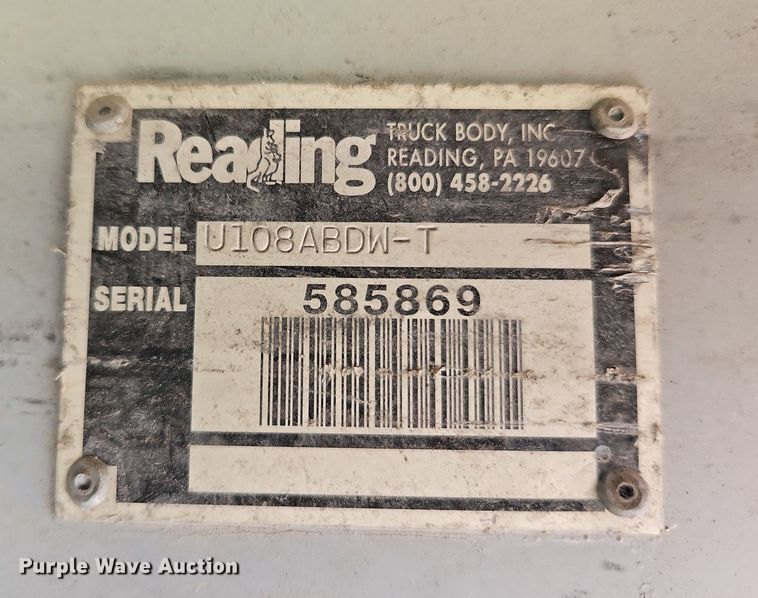 Reading
TRUCK BODY, INC
READING, PA 19607
(800) 458-2226
MODEL U108ABDW-T
SERIAL 585869
Purple Wave Auction